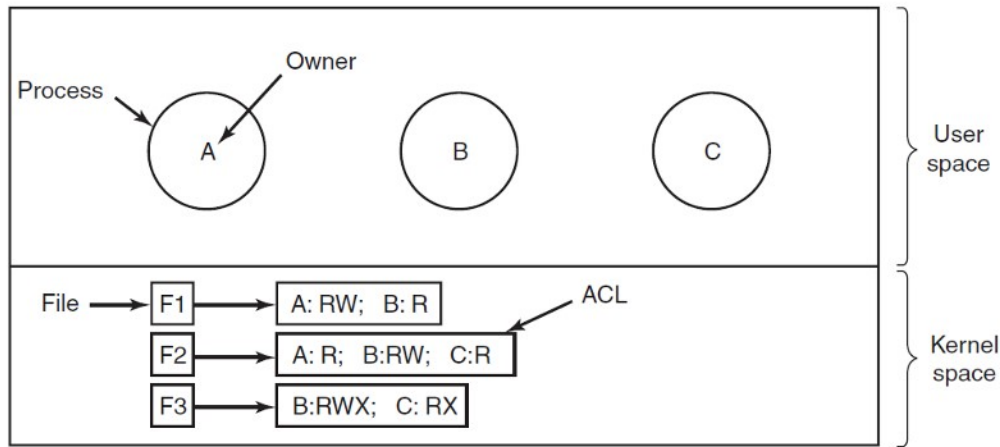 Owner
Process
A
B
C
User
space
File
F1
A: RW; B: R
ACL
F2
A: R; B:RW; C:R
F3
B:RWX; C: RX
Kernel
space